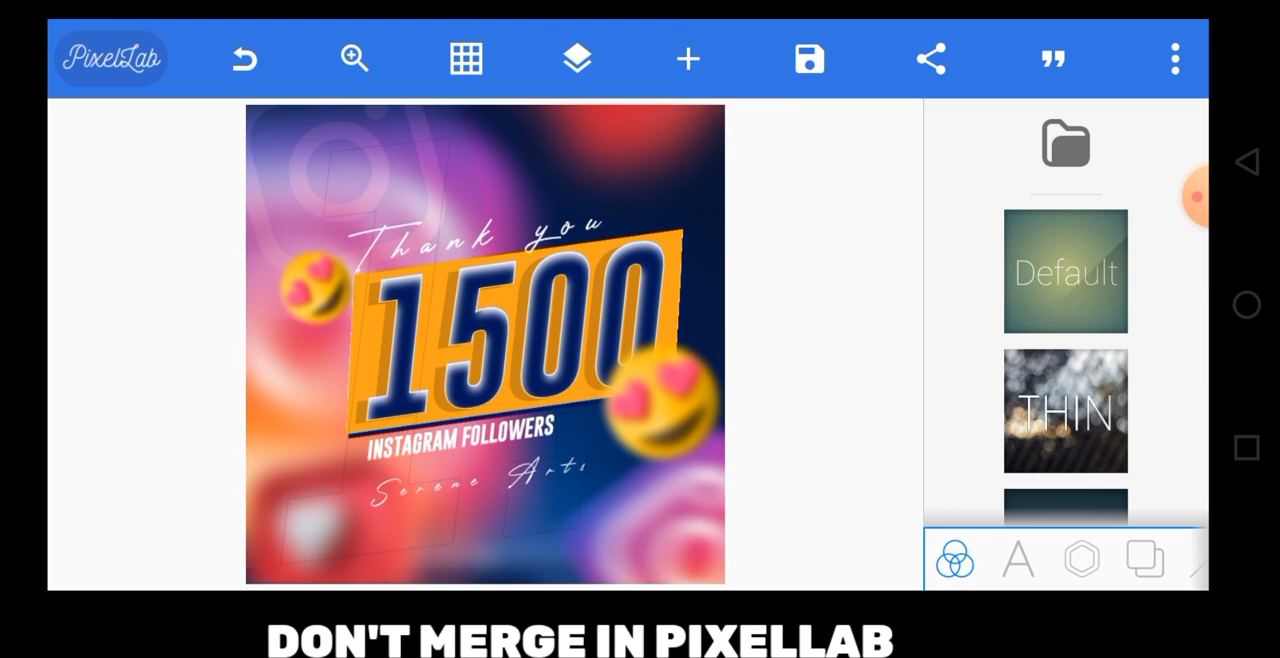 PixelLab
Thank you
1500
INSTAGRAM FOLLOWERS
Serene Arts
Default
THIN
A
DON'T MERGE IN PIXELLAB